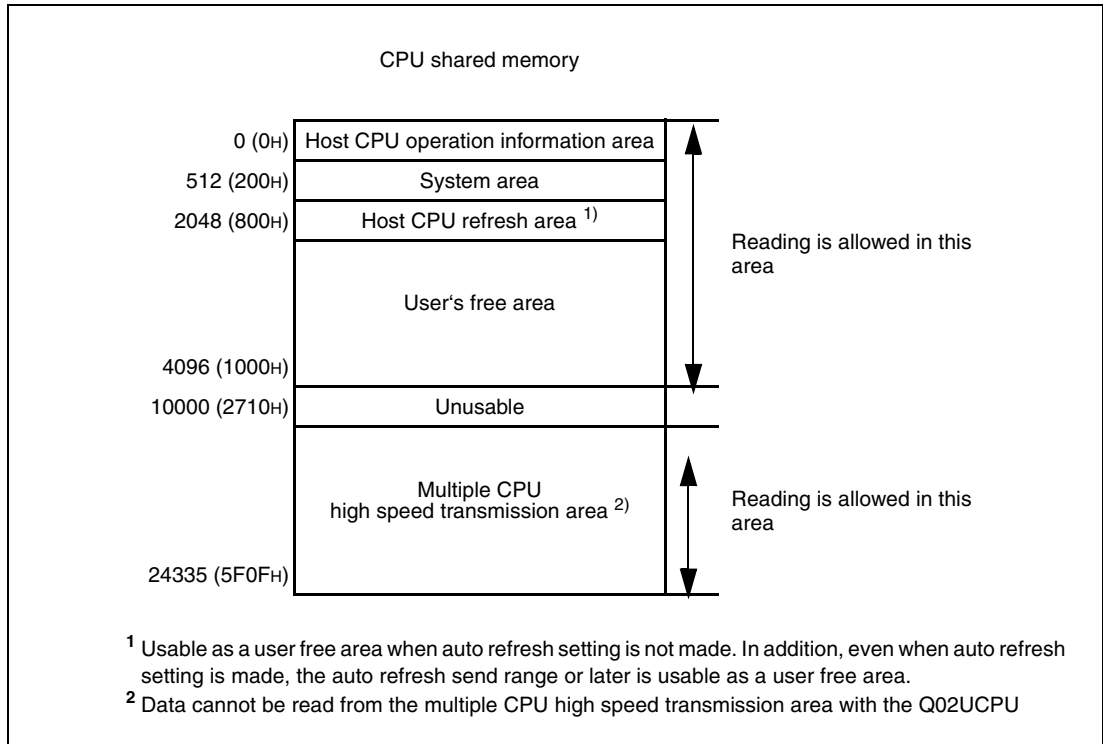 CPU shared memory
0 (0H)
Host CPU operation information area
512 (200H)
System area
2048 (800H)
Host CPU refresh area 1)
Reading is allowed in this
area
User‘s free area
4096 (1000H)
10000 (2710H)
Unusable
Multiple CPU
high speed transmission area 2)
Reading is allowed in this
area
24335 (5F0FH)
1 Usable as a user free area when auto refresh setting is not made. In addition, even when auto refresh
setting is made, the auto refresh send range or later is usable as a user free area.
2 Data cannot be read from the multiple CPU high speed transmission area with the Q02UCPU